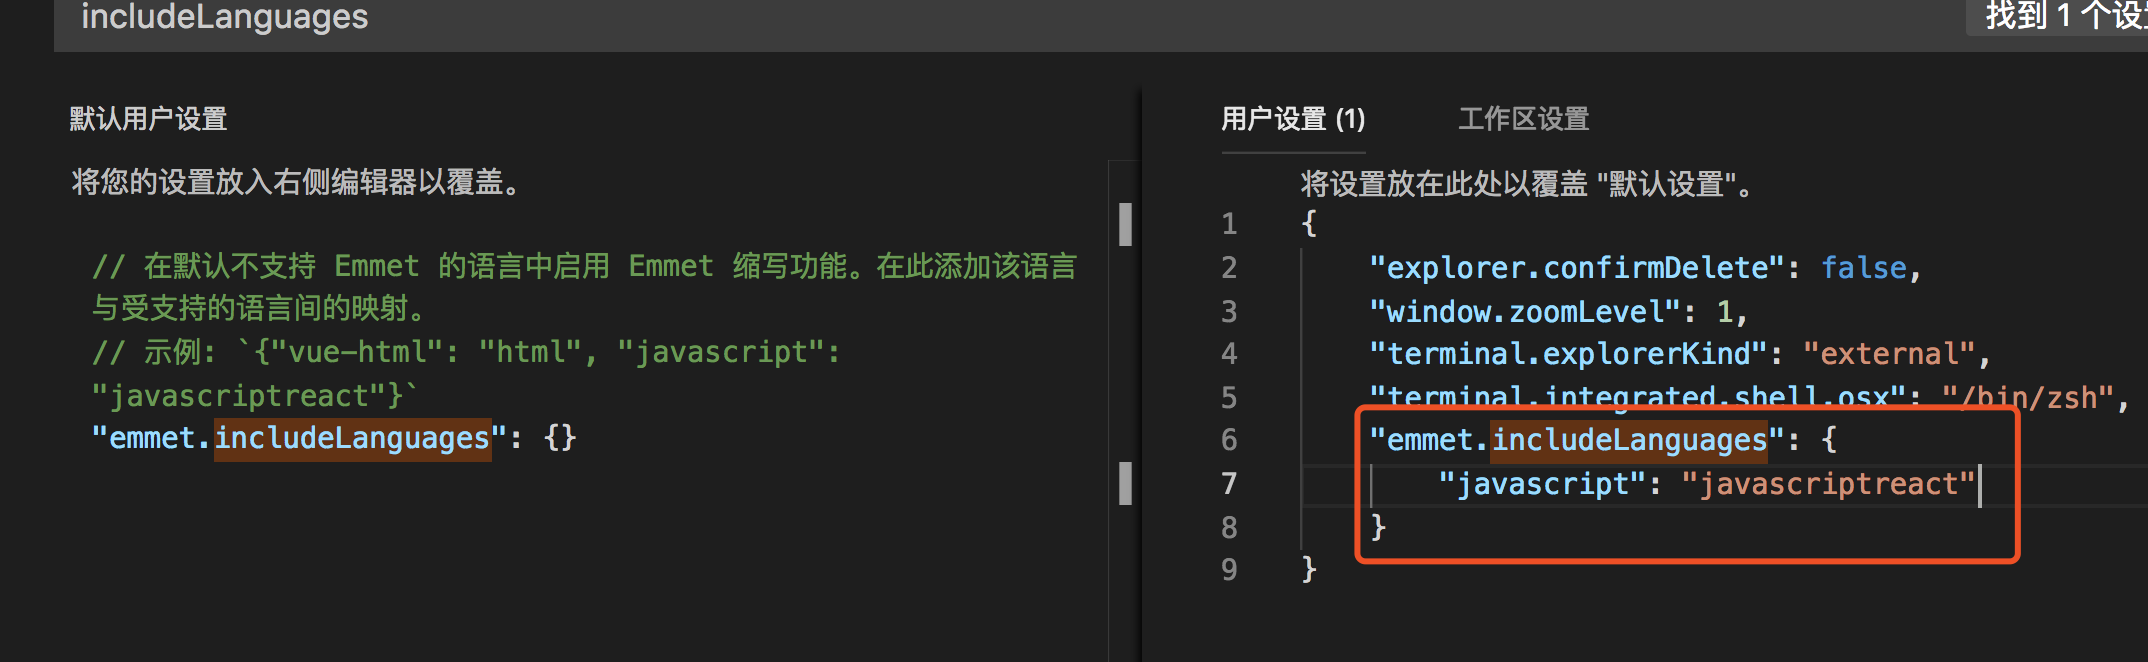 includeLanguages
找到 1 个设
默认用户设置
将您的设置放入右侧编辑器以覆盖。
// 在默认不支持 Emmet 的语言中启用 Emmet 缩写功能。在此添加该语言
与受支持的语言间的映射。
// 示例: `{"vue-html": "html", "javascript":
"javascriptreact"}`
"emmet.includeLanguages": {}
用户设置 (1)
工作区设置
将设置放在此处以覆盖 "默认设置"。
1 {
2 "explorer.confirmDelete": false,
3 "window.zoomLevel": 1,
4 "terminal.explorerKind": "external",
5 "terminal.integrated.shell.osx": "/bin/zsh",
6 "emmet.includeLanguages": {
7 "javascript": "javascriptreact"
8 }
9 }